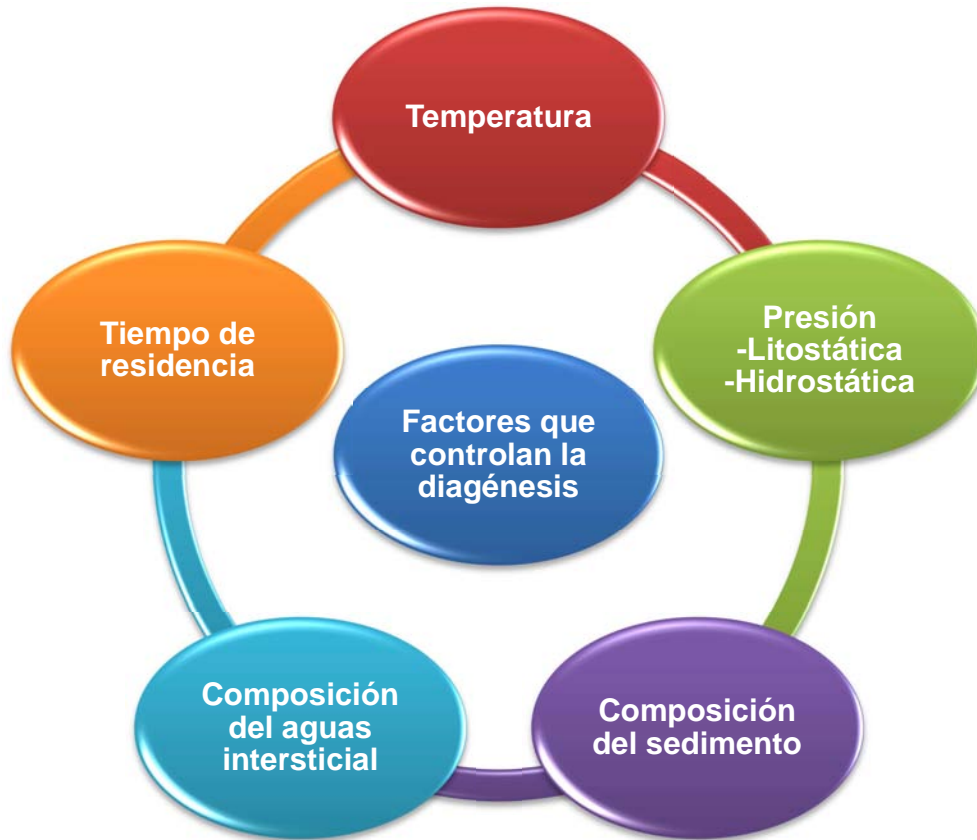 Temperatura
Presión
-Litostática
-Hidrostática
Composición
del sedimento
Composición
del aguas
intersticial
Tiempo de
residencia
Factores que
controlan la
diagénesis